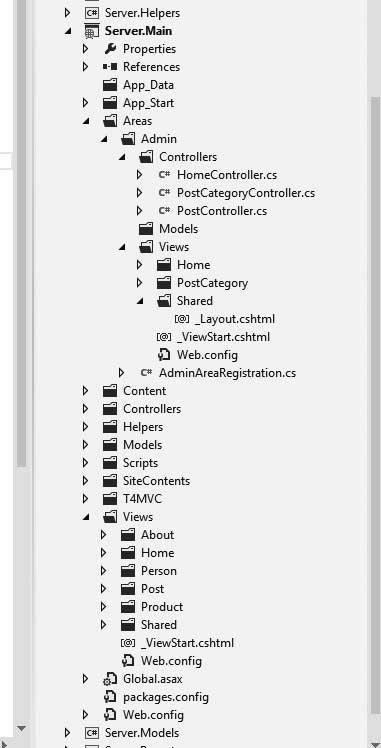 Server.Helpers
Server.Main
Properties
References
App_Data
App_Start
Areas
Admin
Controllers
C# HomeController.cs
C# PostCategoryController.cs
C# PostController.cs
Models
Views
Home
PostCategory
Shared
[@] _Layout.cshtml
[@] _ViewStart.cshtml
Web.config
C# AdminAreaRegistration.cs
Content
Controllers
Helpers
Models
Scripts
SiteContents
T4MVC
Views
About
Home
Person
Post
Product
Shared
[@] _ViewStart.cshtml
Web.config
Global.asax
packages.config
Web.config
Server.Models